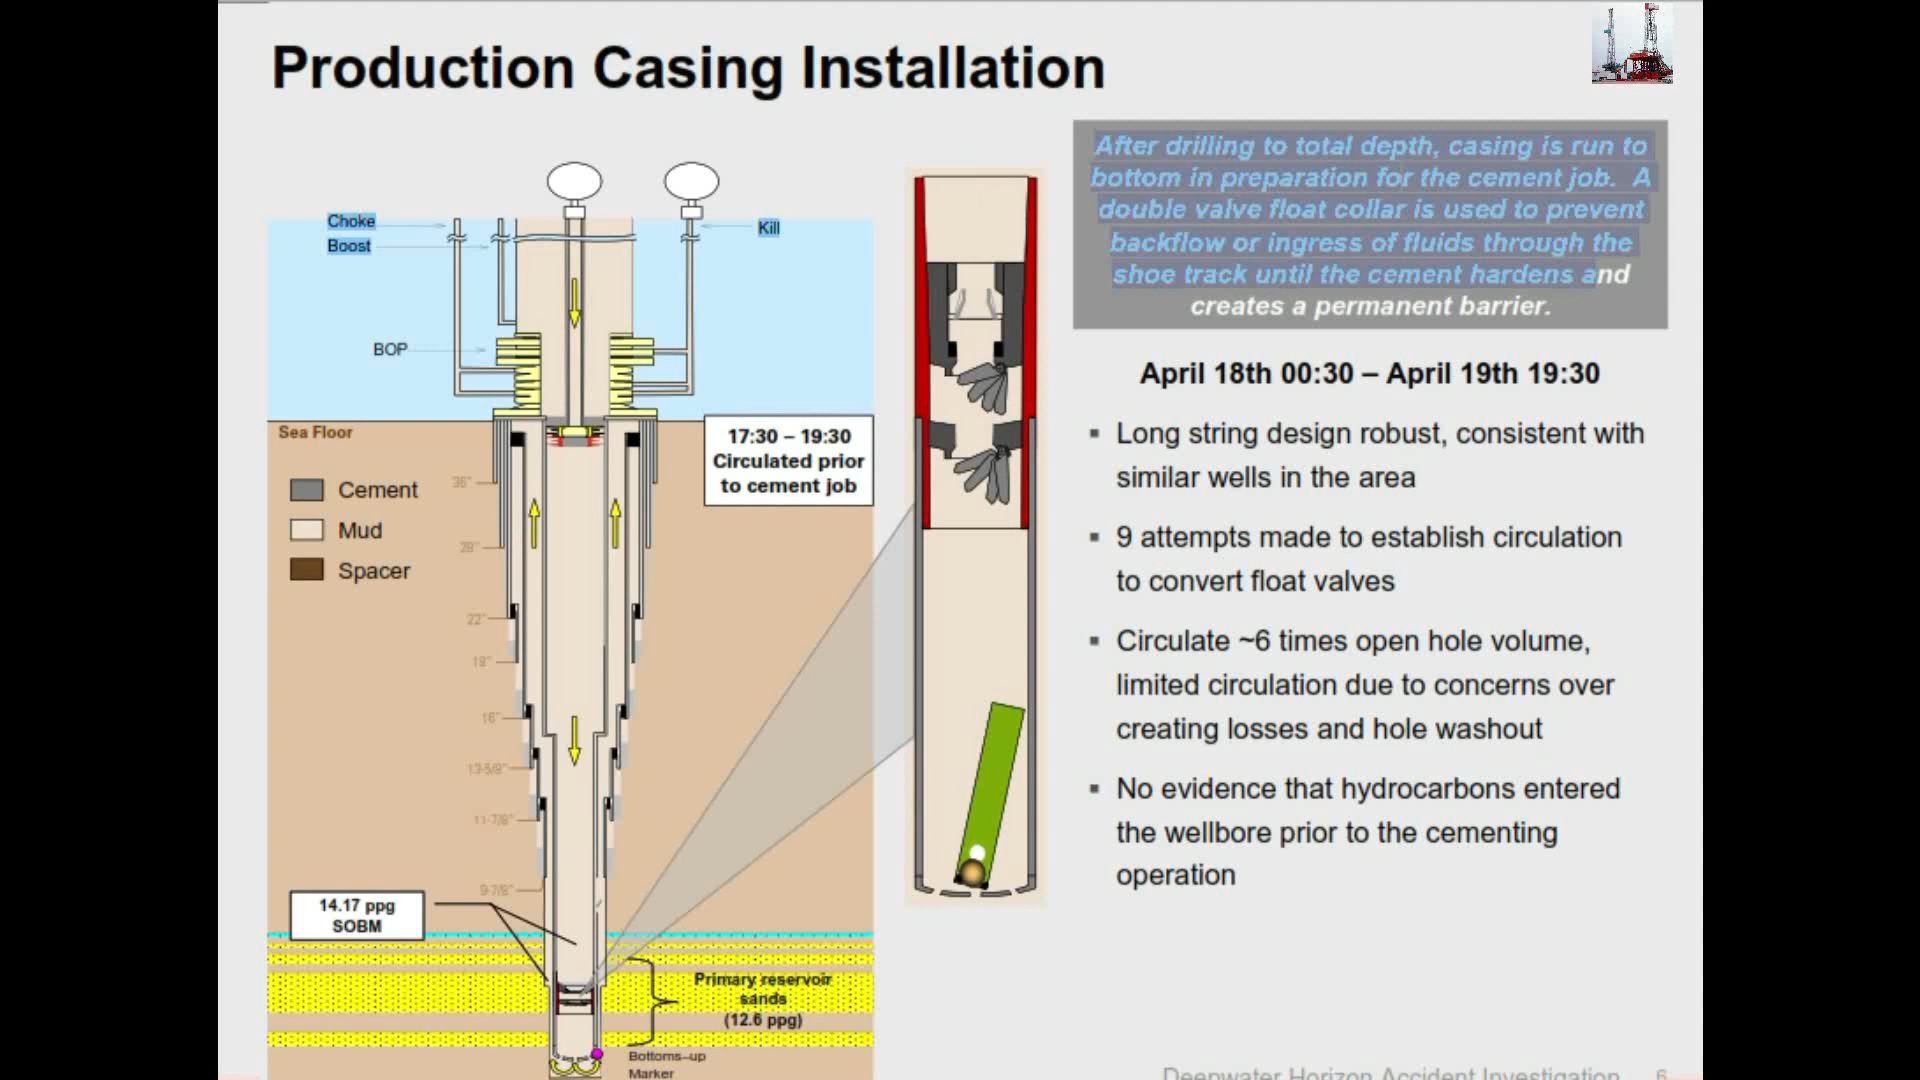 Production Casing Installation
After drilling to total depth, casing is run to
bottom in preparation for the cement job. A
double valve float collar is used to prevent
backflow or ingress of fluids through the
shoe track until the cement hardens and
creates a permanent barrier.
Choke
Boost
Kill
BOP
Sea Floor
17:30 – 19:30
Circulated prior
to cement job
Cement
Mud
Spacer
36"
28"
22"
18"
16"
13-5/8"
11-7/8"
9-7/8"
14.17 ppg
SOBM
Primary reservoir
sands
(12.6 ppg)
Bottoms-up
Marker
April 18th 00:30 – April 19th 19:30
▪ Long string design robust, consistent with
similar wells in the area
▪ 9 attempts made to establish circulation
to convert float valves
▪ Circulate ~6 times open hole volume,
limited circulation due to concerns over
creating losses and hole washout
▪ No evidence that hydrocarbons entered
the wellbore prior to the cementing
operation
Deepwater Horizon Accident Investigation 6